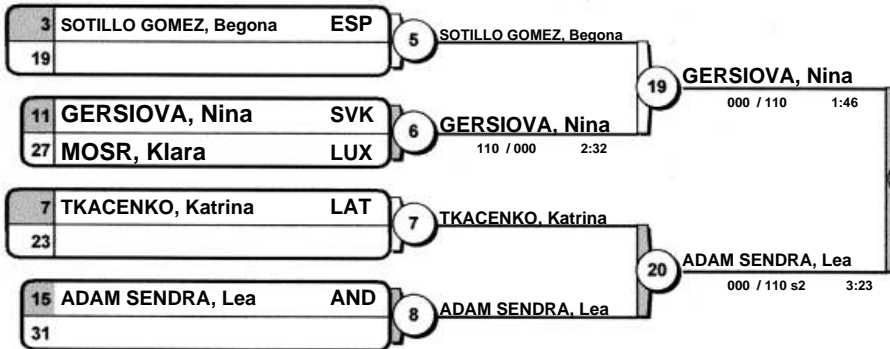 3 SOTILLO GOMEZ, Begona ESP
19
5 SOTILLO GOMEZ, Begona
11 GERSIOVA, Nina SVK
27 MOSR, Klara LUX
6 GERSIOVA, Nina
110 / 000 2:32
19 GERSIOVA, Nina
000 / 110 1:46
7 TKACENKO, Katrina LAT
23
7 TKACENKO, Katrina
15 ADAM SENDRA, Lea AND
31
8 ADAM SENDRA, Lea
20 ADAM SENDRA, Lea
000 / 110 s2 3:23